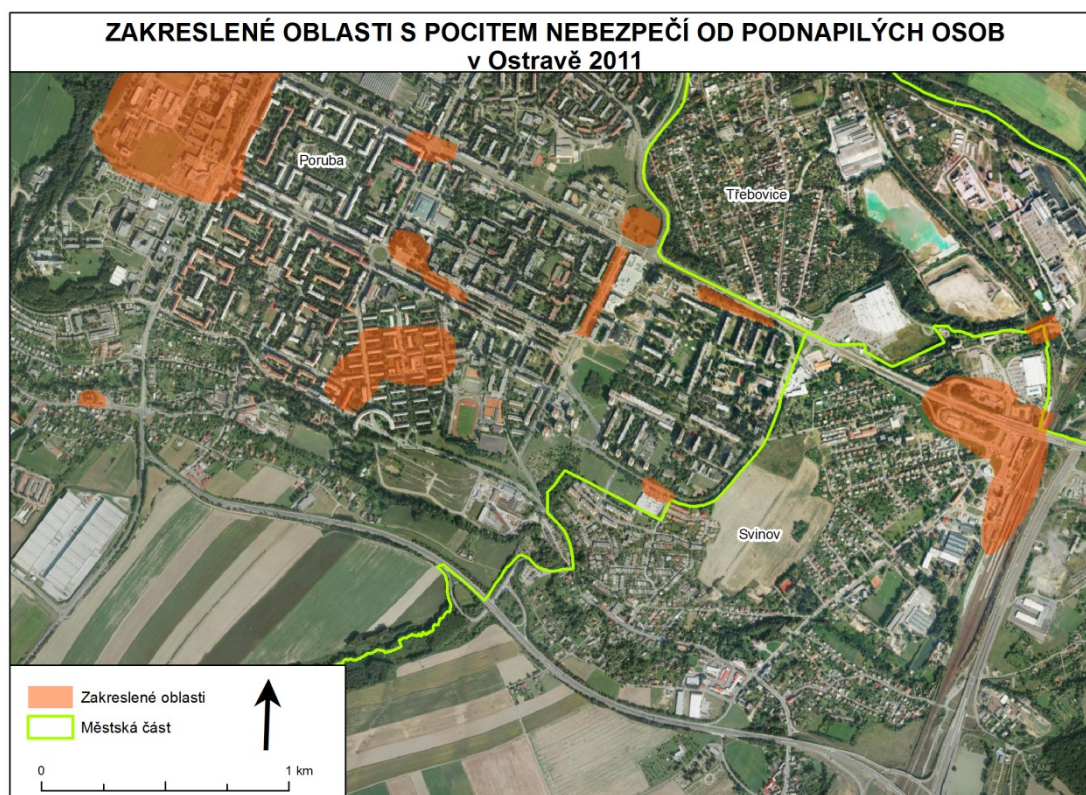 ZAKRESLENÉ OBLASTI S POCITEM NEBEZPEČÍ OD PODNAPILÝCH OSOB
v Ostravě 2011
Poruba
Třebovice
Svinov
Zakreslené oblasti
Městská část
0 1 km